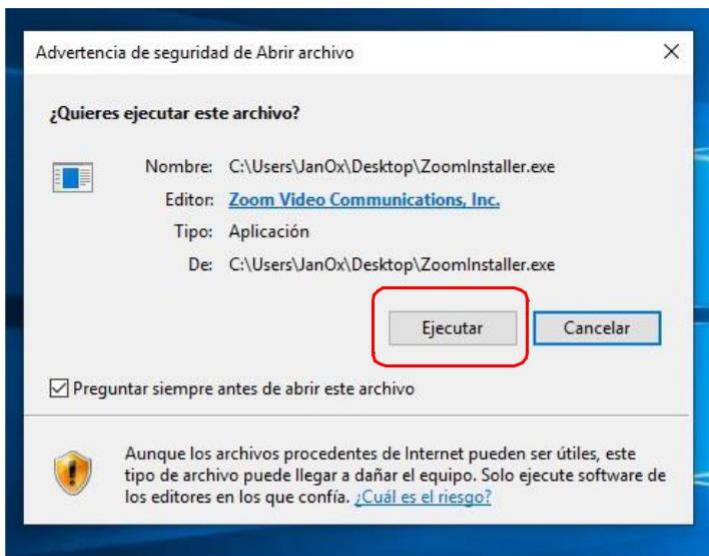 Advertencia de seguridad de Abrir archivo
¿Quieres ejecutar este archivo?
Nombre: C:\Users\JanOx\Desktop\ZoomInstaller.exe
Editor: Zoom Video Communications, Inc.
Tipo: Aplicación
De: C:\Users\JanOx\Desktop\ZoomInstaller.exe
Ejecutar Cancelar
Preguntar siempre antes de abrir este archivo
Aunque los archivos procedentes de Internet pueden ser útiles, este
tipo de archivo puede llegar a dañar el equipo. Solo ejecute software de
los editores en los que confía. ¿Cuál es el riesgo?